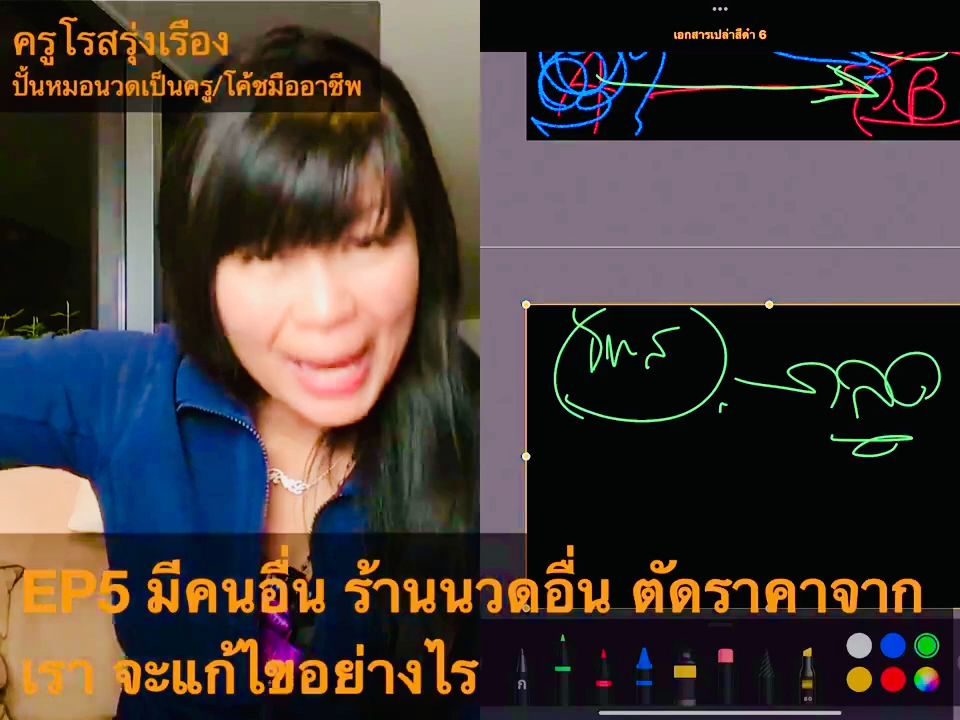 ครูโรสรุ่งเรือง
ปั้นหมอนวดเป็นครู/โค้ชมืออาชีพ
เอกสารเปล่าสีดำ 6
B
EP5 มีคนอื่น ร้านนวดอื่น ตัดราคาจาก
เรา จะแก้ไขอย่างไร
ก
80